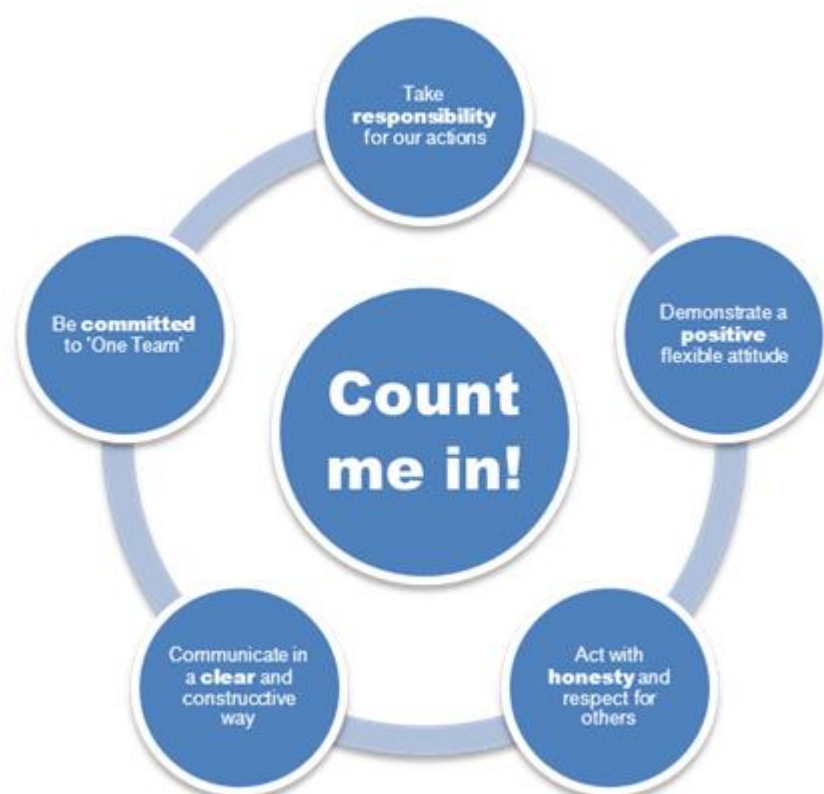 Take
responsibility
for our actions
Demonstrate a
positive
flexible attitude
Act with
honesty and
respect for
others
Communicate in
a clear and
construcctive
way
Be committed
to 'One Team'
Count
me in!